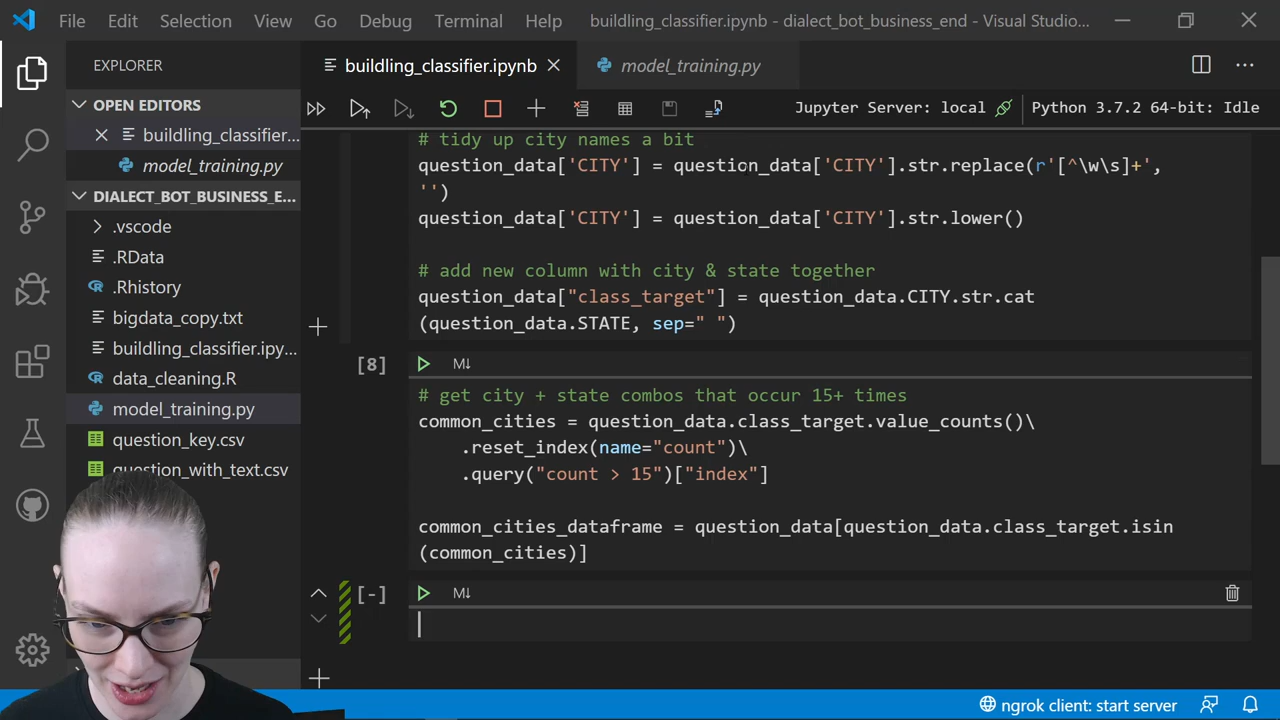 File Edit Selection View Go Debug Terminal Help buildling_classifier.ipynb - dialect_bot_business_end - Visual Studio...
EXPLORER
buildling_classifier.ipynb
model_training.py
OPEN EDITORS
Jupyter Server: local
Python 3.7.2 64-bit: Idle
buildling_classifier...
model_training.py
DIALECT_BOT_BUSINESS_E...
.vscode
.RData
.Rhistory
bigdata_copy.txt
buildling_classifier.ipy...
data_cleaning.R
model_training.py
question_key.csv
question_with_text.csv
# tidy up city names a bit
question_data['CITY'] = question_data['CITY'].str.replace(r'[^\w\s]+',
'')
question_data['CITY'] = question_data['CITY'].str.lower()
# add new column with city & state together
question_data["class_target"] = question_data.CITY.str.cat
(question_data.STATE, sep=" ")
[8] M↓
# get city + state combos that occur 15+ times
common_cities = question_data.class_target.value_counts()\
.reset_index(name="count")\
.query("count > 15")["index"]
common_cities_dataframe = question_data[question_data.class_target.isin
(common_cities)]
[-] M↓
ngrok client: start server